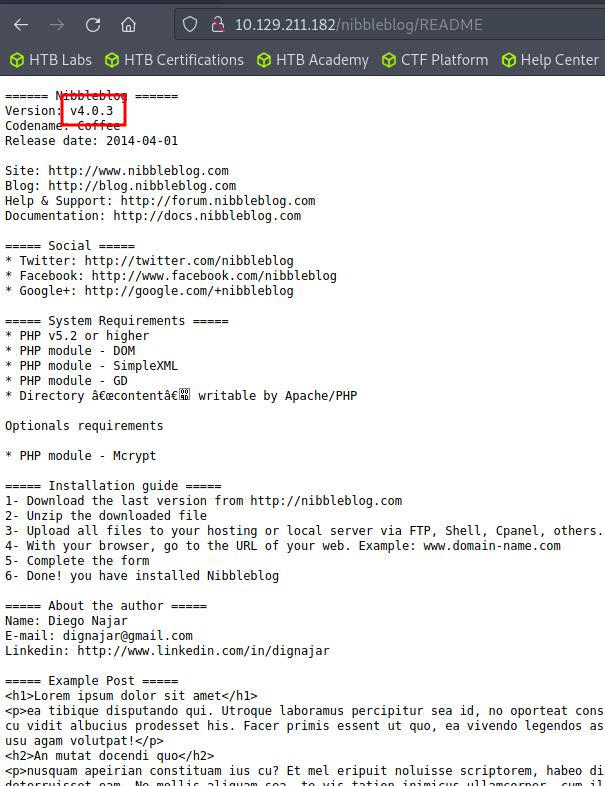 10.129.211.182/nibbleblog/README
HTB Labs HTB Certifications HTB Academy CTF Platform Help Center
====== Nibbleblog ======
Version: v4.0.3
Codename: Coffee
Release date: 2014-04-01
Site: http://www.nibbleblog.com
Blog: http://blog.nibbleblog.com
Help & Support: http://forum.nibbleblog.com
Documentation: http://docs.nibbleblog.com
===== Social =====
* Twitter: http://twitter.com/nibbleblog
* Facebook: http://www.facebook.com/nibbleblog
* Google+: http://google.com/+nibbleblog
===== System Requirements =====
* PHP v5.2 or higher
* PHP module - DOM
* PHP module - SimpleXML
* PHP module - GD
* Directory “content†writable by Apache/PHP
Optionals requirements
* PHP module - Mcrypt
===== Installation guide =====
1- Download the last version from http://nibbleblog.com
2- Unzip the downloaded file
3- Upload all files to your hosting or local server via FTP, Shell, Cpanel, others.
4- With your browser, go to the URL of your web. Example: www.domain-name.com
5- Complete the form
6- Done! you have installed Nibbleblog
===== About the author =====
Name: Diego Najar
E-mail: dignajar@gmail.com
Linkedin: http://www.linkedin.com/in/dignajar
===== Example Post =====
<h1>Lorem ipsum dolor sit amet</h1>
<p>ea tibique disputando qui. Utroque laboramus percipitur sea id, no oporteat cons
cu vidit albucius prodesset his. Facer primis essent ut quo, ea vivendo legendos as
usu agam volutpat!</p>
<h2>An mutat docendi quo</h2>
<p>nusquam apeirian constituam ius cu? Et mel eripuit noluisse scriptorem, habeo di